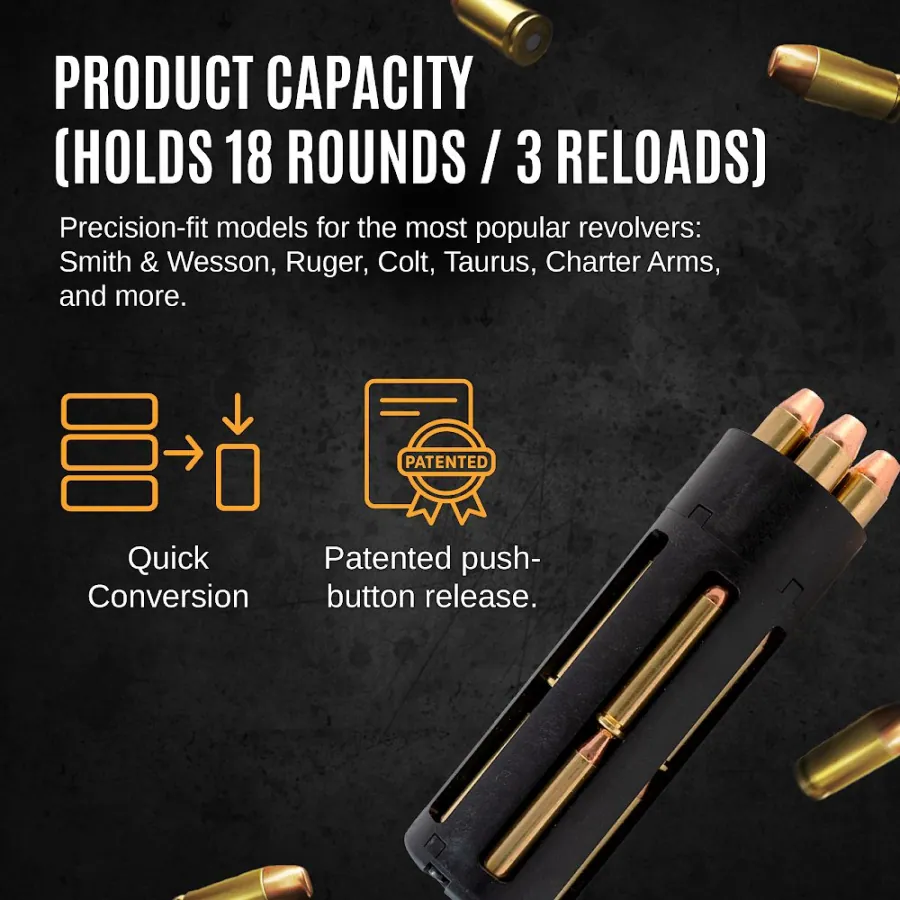 PRODUCT CAPACITY
(HOLDS 18 ROUNDS / 3 RELOADS)
Precision-fit models for the most popular revolvers:
Smith & Wesson, Ruger, Colt, Taurus, Charter Arms,
and more.
PATENTED
Quick
Conversion
Patented push-
button release.